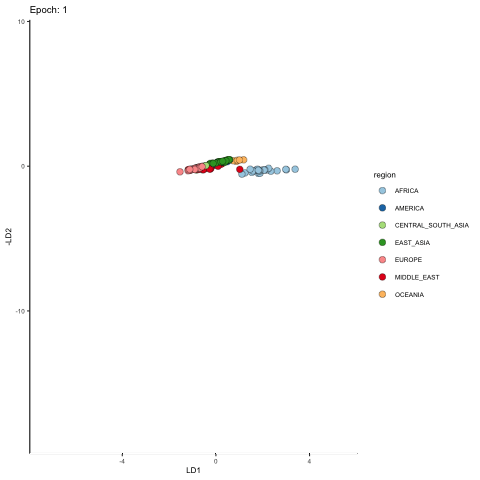 Epoch: 1
10
0
-10
-LD2
-4
0
4
LD1
region
AFRICA
AMERICA
CENTRAL_SOUTH_ASIA
EAST_ASIA
EUROPE
MIDDLE_EAST
OCEANIA